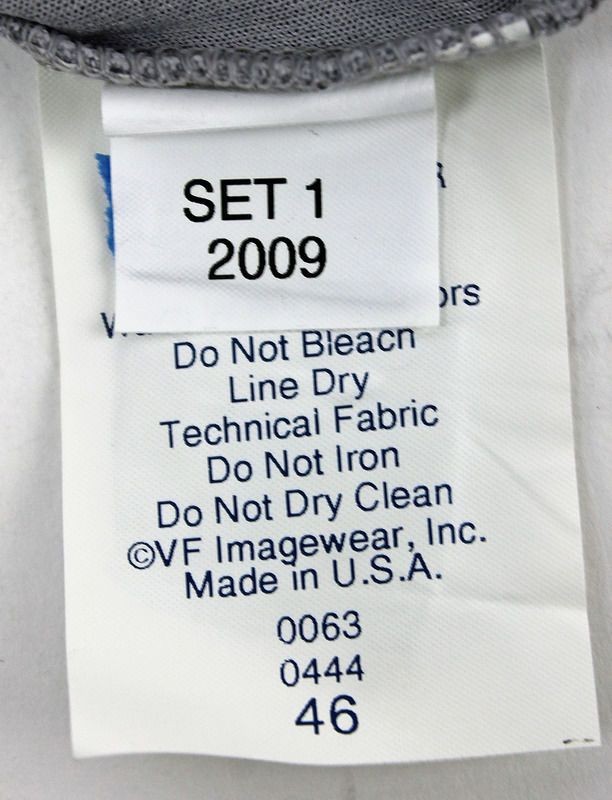 SET 1
2009
Do Not Bleach
Line Dry
Technical Fabric
Do Not Iron
Do Not Dry Clean
©VF Imagewear, Inc.
Made in U.S.A.
0063
0444
46